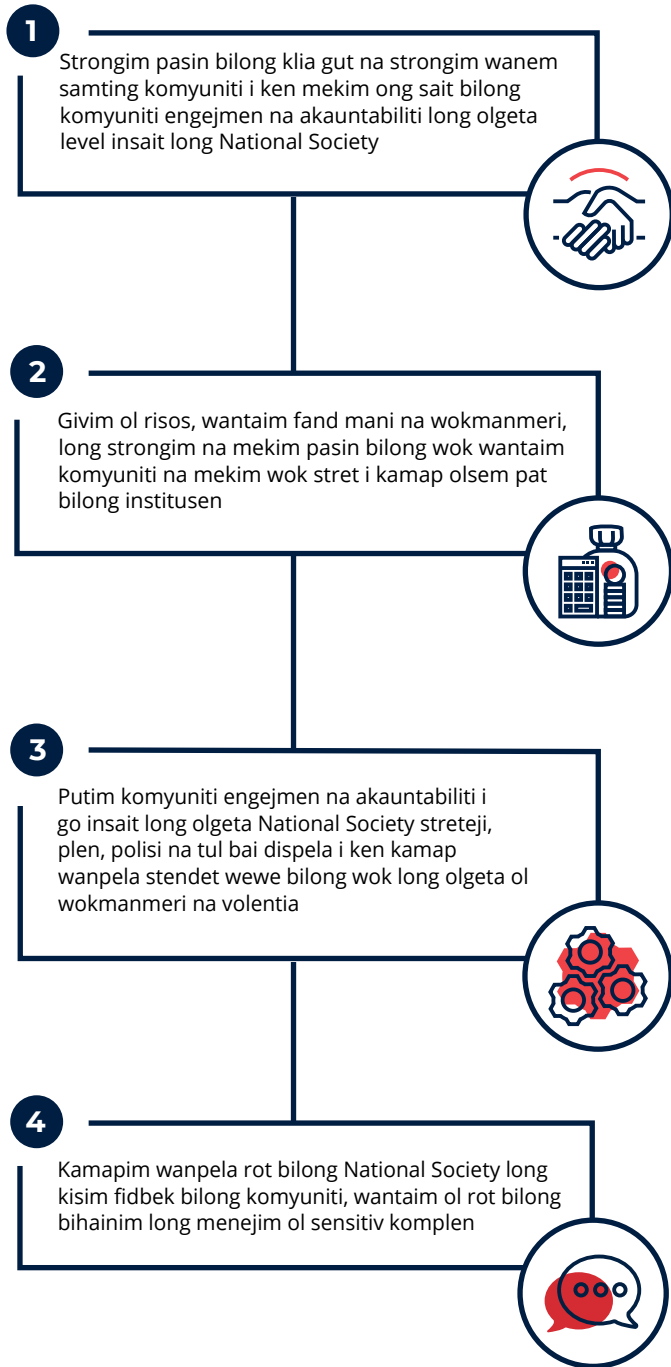 1
Strongim pasin bilong klia gut na strongim wanem
samting komyuniti i ken mekim ong sait bilong
komyuniti engejmen na akauntabiliti long olgeta
level insait long National Society
2
Givim ol risos, wantaim fand mani na wokmanmeri,
long strongim na mekim pasin bilong wok wantaim
komyuniti na mekim wok stret i kamap olsem pat
bilong institusen
3
Putim komyuniti engejmen na akauntabiliti i
go insait long olgeta National Society streteji,
plen, polisi na tul bai dispela i ken kamap
wanpela stendet wewe bilong wok long olgeta ol
wokmanmeri na volentia
4
Kamapim wanpela rot bilong National Society long
kisim fidbek bilong komyuniti, wantaim ol rot bilong
bihainim long menejim ol sensitiv komplen